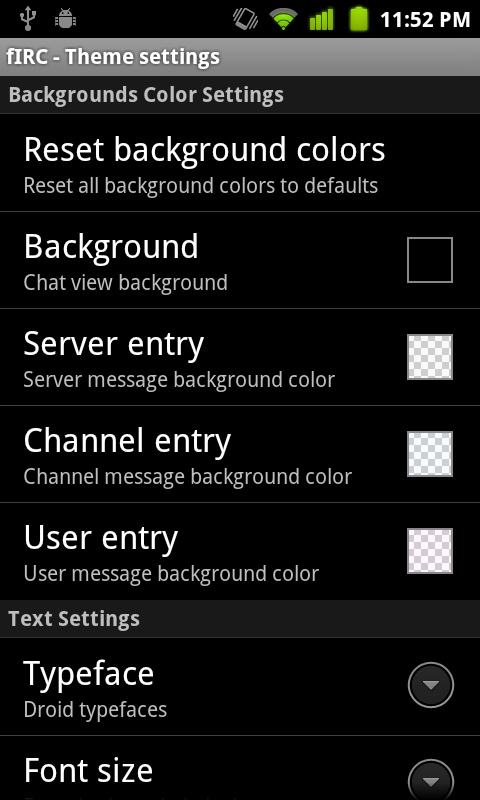 11:52 PM
fIRC - Theme settings
Backgrounds Color Settings
Reset background colors
Reset all background colors to defaults
Background
Chat view background
Server entry
Server message background color
Channel entry
Channel message background color
User entry
User message background color
Text Settings
Typeface
Droid typefaces
Font size